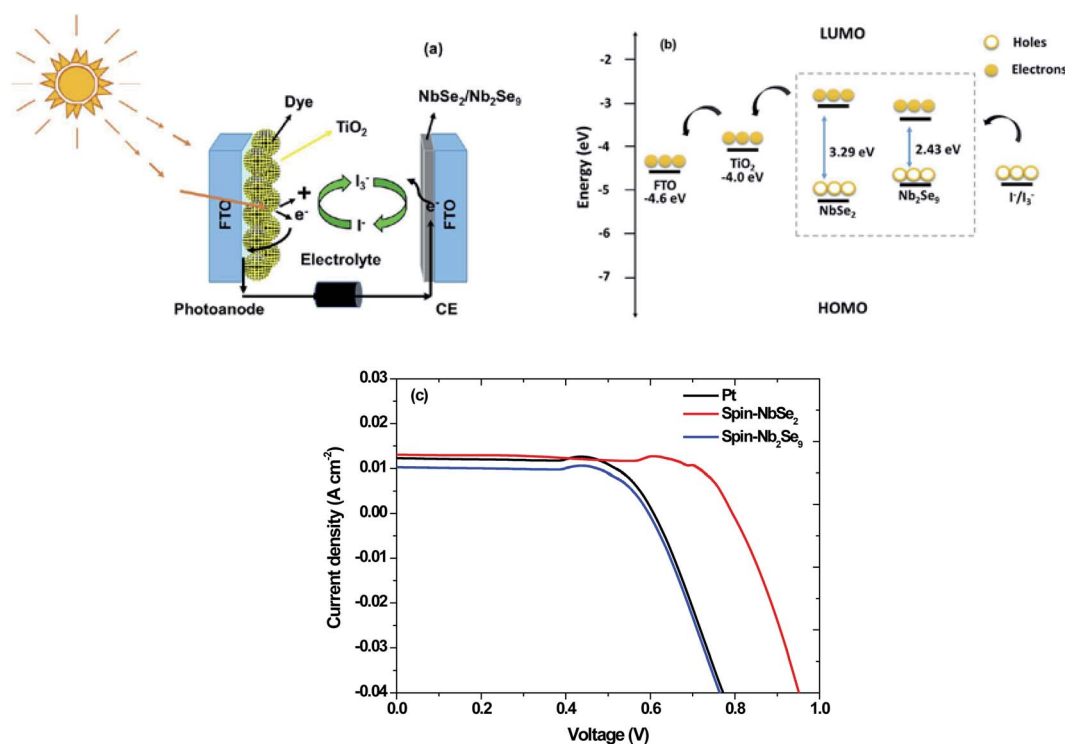 (a)
Dye
TiO₂
NbSe₂/Nb₂Se₉
FTO
+
e⁻
I₃⁻
I⁻
e⁻
FTO
Electrolyte
Photoanode
CE
(b)
LUMO
Holes
Electrons
Energy (eV)
-2
-3
-4
-5
-6
-7
FTO
-4.6 eV
TiO₂
-4.0 eV
3.29 eV
NbSe₂
2.43 eV
Nb₂Se₉
I⁻/I₃⁻
HOMO
(c)
Pt
Spin-NbSe₂
Spin-Nb₂Se₉
Current density (A cm⁻²)
0.03
0.02
0.01
0.00
-0.01
-0.02
-0.03
-0.04
0.0 0.2 0.4 0.6 0.8 1.0
Voltage (V)